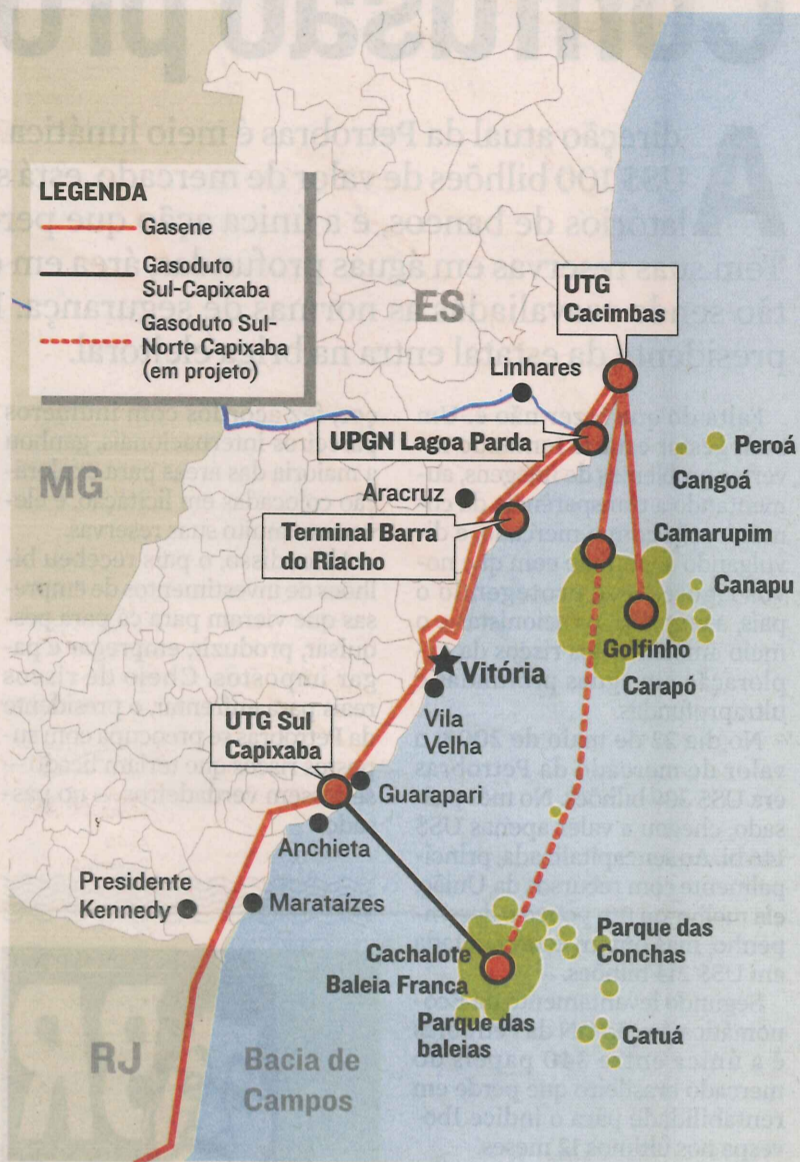 LEGENDA
Gasene
Gasoduto
Sul-Capixaba
Gasoduto Sul-
Norte Capixaba
(em projeto)
ES
MG
UTG
Cacimbas
Linhares
UPGN Lagoa Parda
Peroá
Cangoá
Aracruz
Terminal Barra
do Riacho
Camarupim
Canapu
Golfinho
Carapó
Vitória
Vila
Velha
UTG Sul
Capixaba
Guarapari
Anchieta
Presidente
Kennedy
Marataízes
Parque das
Conchas
Cachalote
Baleia Franca
Parque das
baleias
Catuá
RJ
Bacia de
Campos